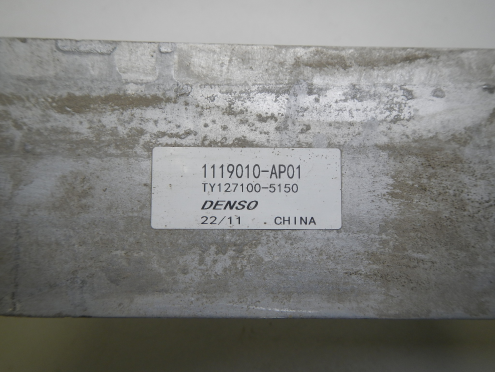 1119010-AP01
TY127100-5150
DENSO
22/11 . CHINA